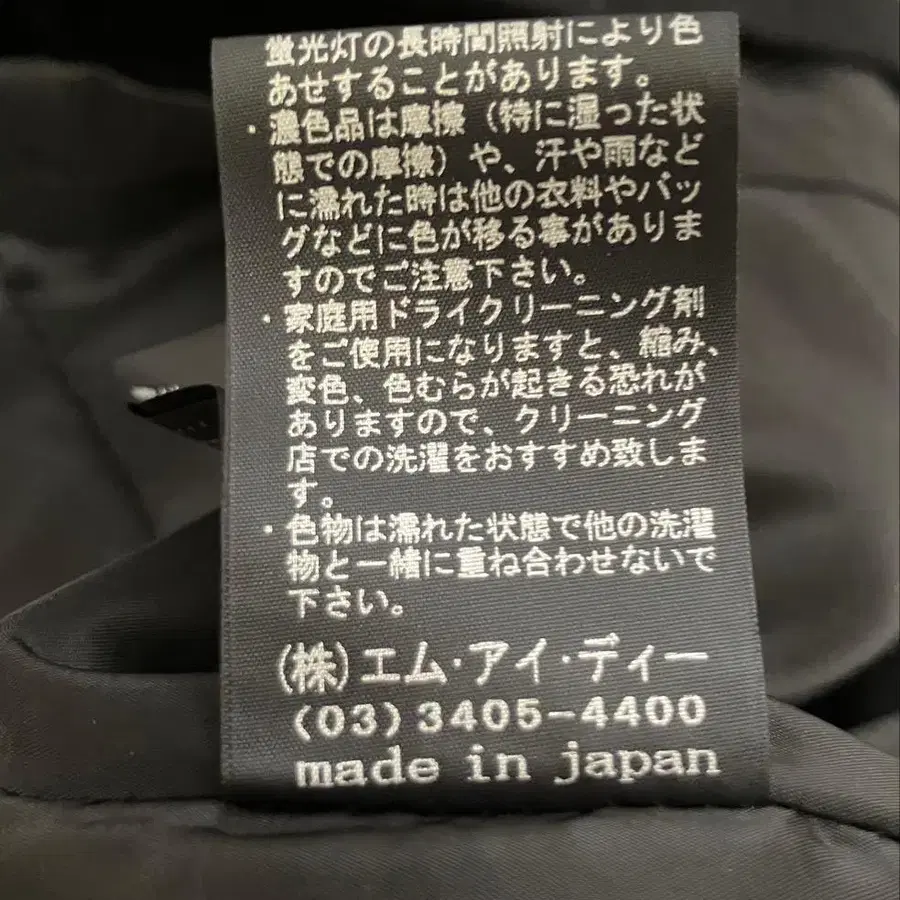 蛍光灯の長時間照射により色
あせすることがあります。
・濃色品は摩擦（特に湿った状
態での摩擦）や、汗や雨など
に濡れた時は他の衣料やバッ
グなどに色が移る事がありま
すのでご注意下さい。
・家庭用ドライクリーニング剤
をご使用になりますと、縮み、
変色、色むらが起きる恐れが
ありますので、クリーニング
店での洗濯をおすすめ致しま
す。
・色物は濡れた状態で他の洗濯
物と一緒に重ね合わせないで
下さい。
(株)エム・アイ・ディー
(03)3405-4400
made in japan